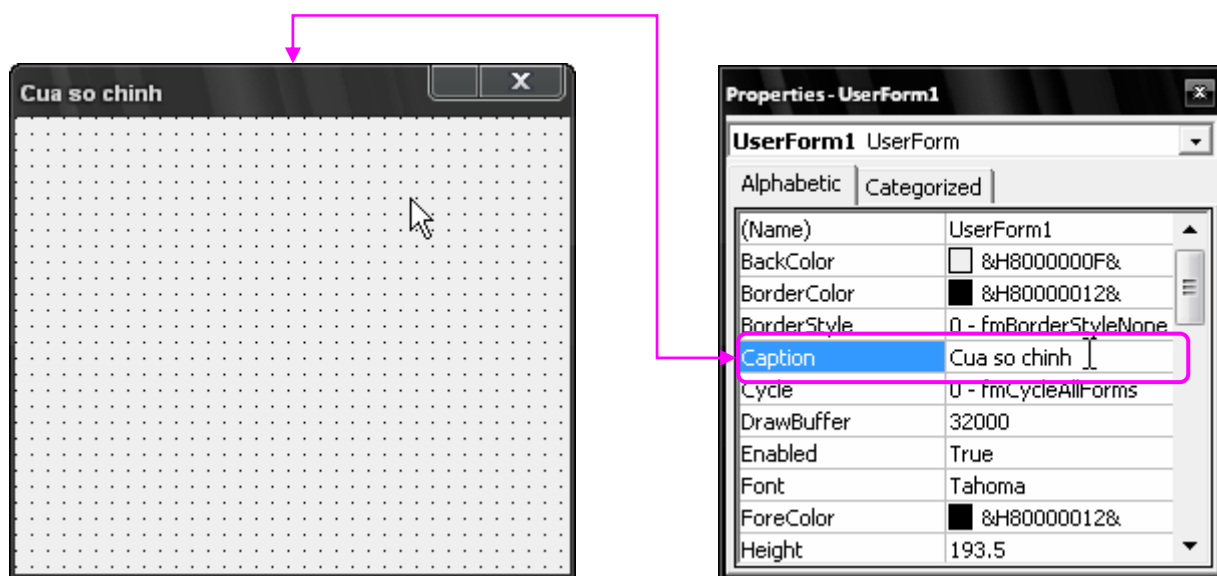 Cua so chinh
X
Properties - UserForm1
UserForm1 UserForm
Alphabetic Categorized
(Name) UserForm1
BackColor &H8000000F&
BorderColor &H80000012&
BorderStyle 0 - fmBorderStyleNone
Caption Cua so chinh
Cycle 0 - fmCycleAllForms
DrawBuffer 32000
Enabled True
Font Tahoma
ForeColor &H80000012&
Height 193.5